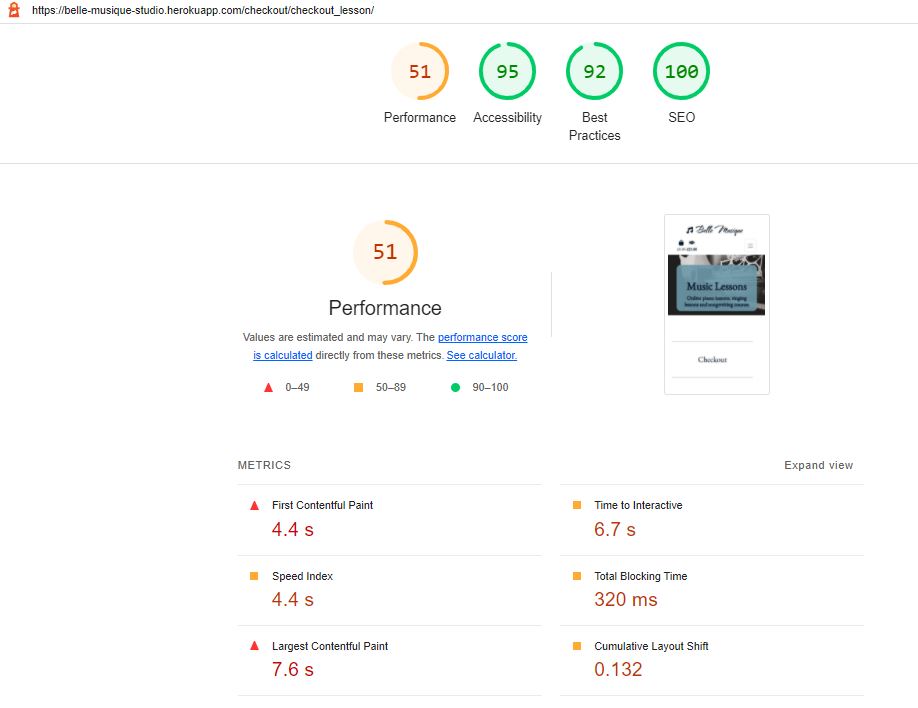 https://belle-musique-studio.herokuapp.com/checkout/checkout_lesson/
51
95
92
100
Performance
Accessibility
Best
Practices
SEO
51
Performance
Values are estimated and may vary. The performance score
is calculated directly from these metrics. See calculator.
0–49
50–89
90–100
Belle Musique
Music Lessons
Online piano lessons, singing
lessons and songwriting courses.
Checkout
METRICS
Expand view
First Contentful Paint
4.4 s
Time to Interactive
6.7 s
Speed Index
4.4 s
Total Blocking Time
320 ms
Largest Contentful Paint
7.6 s
Cumulative Layout Shift
0.132